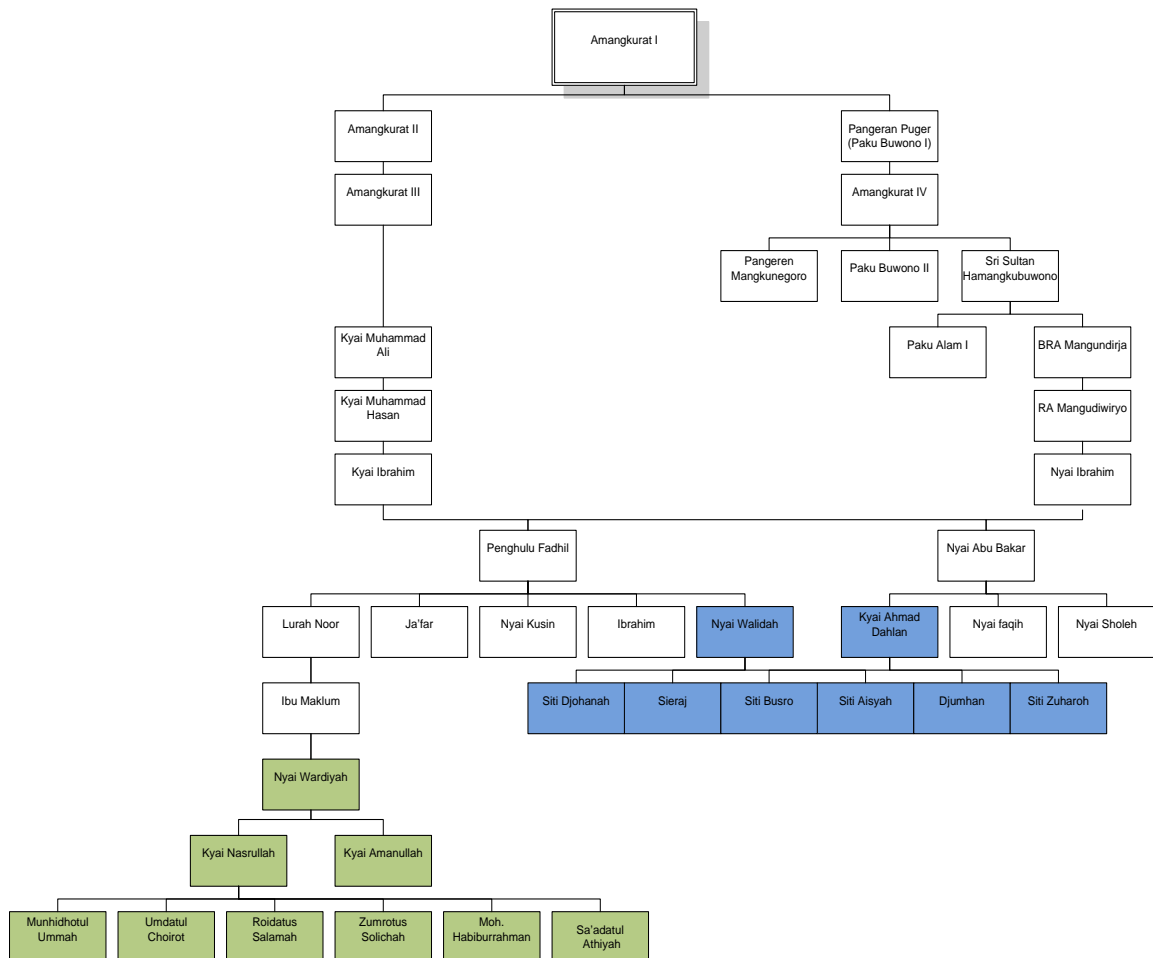 Amangkurat I
Amangkurat II
Pangeran Puger
(Paku Buwono I)
Amangkurat III
Amangkurat IV
Pangeren
Mangkunegoro
Paku Buwono II
Sri Sultan
Hamangkubuwono
Kyai Muhammad
Ali
Paku Alam I
BRA Mangundirja
Kyai Muhammad
Hasan
RA Mangudiwiryo
Kyai Ibrahim
Nyai Ibrahim
Penghulu Fadhil
Nyai Abu Bakar
Lurah Noor
Ja'far
Nyai Kusin
Ibrahim
Nyai Walidah
Kyai Ahmad
Dahlan
Nyai faqih
Nyai Sholeh
Ibu Maklum
Siti Djohanah
Sieraj
Siti Busro
Siti Aisyah
Djumhan
Siti Zuharoh
Nyai Wardiyah
Kyai Nasrullah
Kyai Amanullah
Munhidhotul
Ummah
Umdatul
Choirot
Roidatus
Salamah
Zumrotus
Solichah
Moh.
Habiburrahman
Sa'adatul
Athiyah